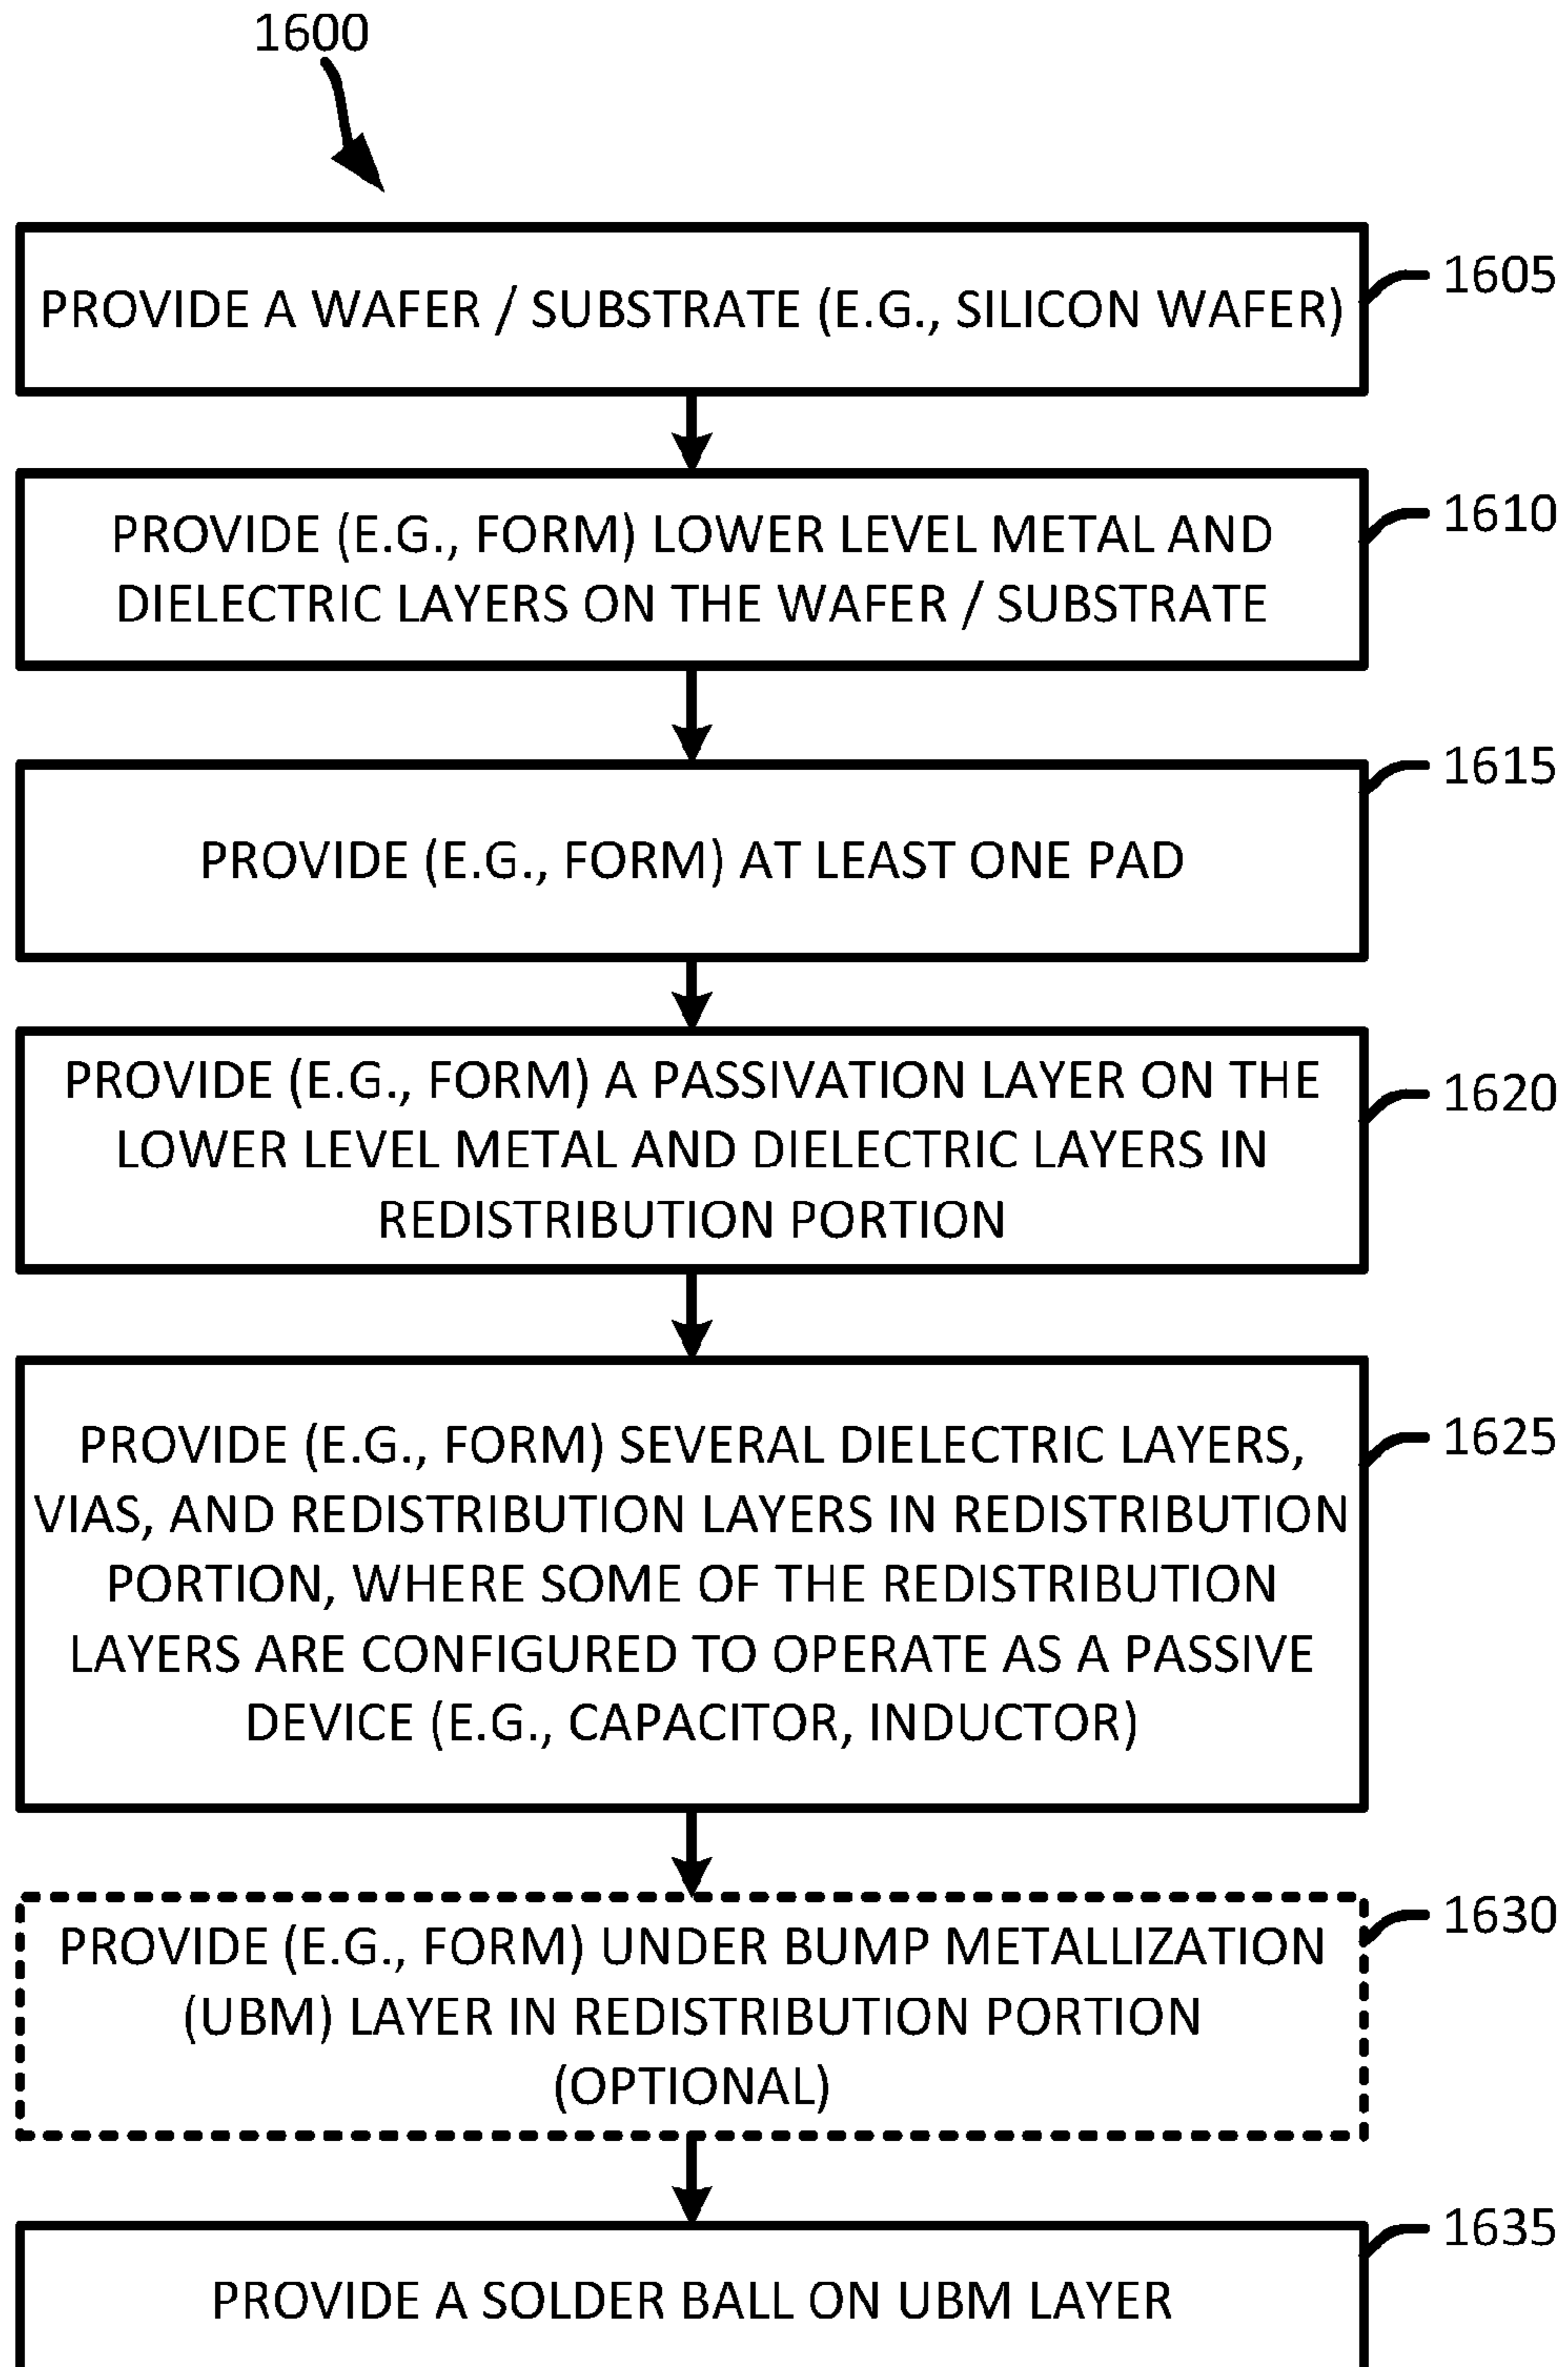 1600
PROVIDE A WAFER / SUBSTRATE (E.G., SILICON WAFER)
1605
PROVIDE (E.G., FORM) LOWER LEVEL METAL AND
DIELECTRIC LAYERS ON THE WAFER / SUBSTRATE
1610
PROVIDE (E.G., FORM) AT LEAST ONE PAD
1615
PROVIDE (E.G., FORM) A PASSIVATION LAYER ON THE
LOWER LEVEL METAL AND DIELECTRIC LAYERS IN
REDISTRIBUTION PORTION
1620
PROVIDE (E.G., FORM) SEVERAL DIELECTRIC LAYERS,
VIAS, AND REDISTRIBUTION LAYERS IN REDISTRIBUTION
PORTION, WHERE SOME OF THE REDISTRIBUTION
LAYERS ARE CONFIGURED TO OPERATE AS A PASSIVE
DEVICE (E.G., CAPACITOR, INDUCTOR)
1625
PROVIDE (E.G., FORM) UNDER BUMP METALLIZATION
(UBM) LAYER IN REDISTRIBUTION PORTION
(OPTIONAL)
1630
PROVIDE A SOLDER BALL ON UBM LAYER
1635